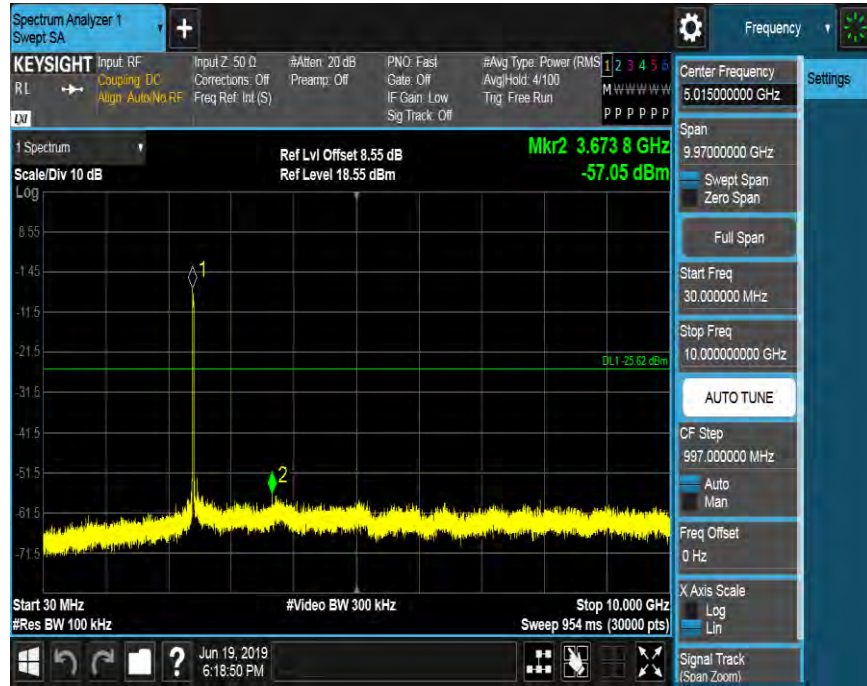 Spectrum Analyzer 1
Swept SA
+
Frequency
KEYSIGHT
RL
LXI
Input: RF
Coupling: DC
Align: Auto/No RF
Input Z: 50 Ω
Corrections: Off
Freq Ref: Int (S)
#Atten: 20 dB
Preamp: Off
PNO: Fast
Gate: Off
IF Gain: Low
Sig Track: Off
#Avg Type: Power (RMS
Avg|Hold: 4/100
Trig: Free Run
1 2 3 4 5 6
M W W W W W
P P P P P P
Center Frequency
5.015000000 GHz
Settings
1 Spectrum
Scale/Div 10 dB
Log
Ref Lvl Offset 8.55 dB
Ref Level 18.55 dBm
Mkr2 3.673 8 GHz
-57.05 dBm
8.55
-1.45
-11.5
-21.5
-31.5
-41.5
-51.5
-61.5
-71.5
1
2
DL1 -25.62 dBm
Span
9.97000000 GHz
Swept Span
Zero Span
Full Span
Start Freq
30.000000 MHz
Stop Freq
10.000000000 GHz
AUTO TUNE
CF Step
997.000000 MHz
Auto
Man
Freq Offset
0 Hz
X Axis Scale
Log
Lin
Signal Track
(Span Zoom)
Start 30 MHz
#Res BW 100 kHz
#Video BW 300 kHz
Stop 10.000 GHz
Sweep 954 ms (30000 pts)
?
Jun 19, 2019
6:18:50 PM